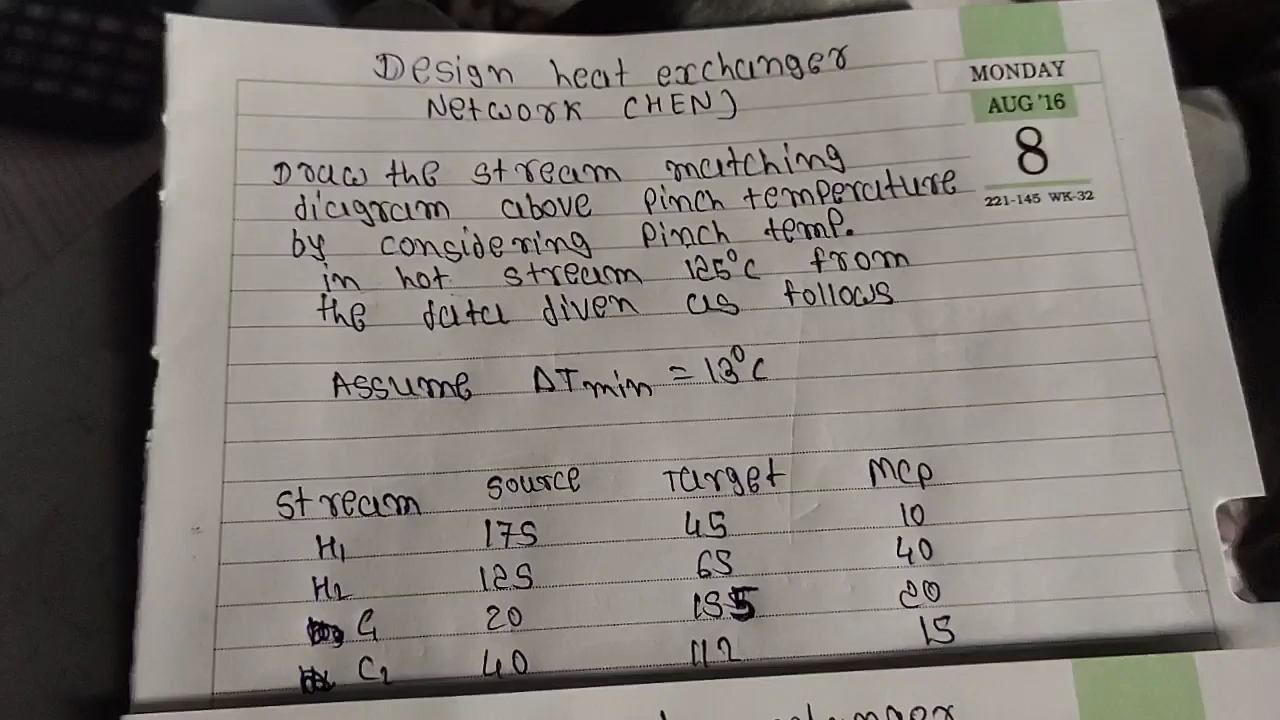 Design heat exchanger
Network (HEN)
MONDAY
AUG '16
8
221-145 WK-32
Draw the stream matching
diagram above Pinch temperature
by considering Pinch temp.
in hot stream 125°C from
the data diven as follows
Assume ΔTmin = 13°C
Stream Source Target MCP
H1 175 45 10
H2 125 65 40
C1 20 155 20
C2 40 112 15